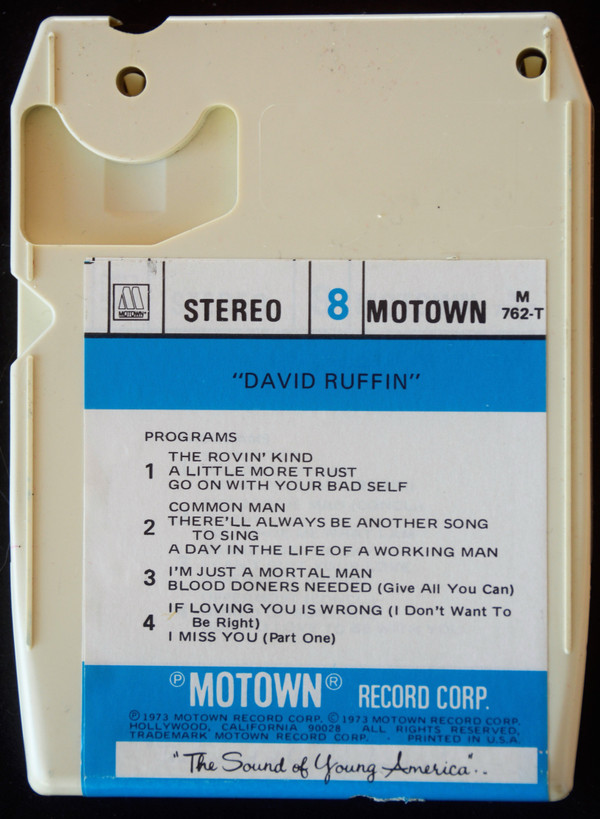 MOTOWN
STEREO 8 MOTOWN M 762-T
"DAVID RUFFIN"
PROGRAMS
1 THE ROVIN' KIND
A LITTLE MORE TRUST
GO ON WITH YOUR BAD SELF
2 COMMON MAN
THERE'LL ALWAYS BE ANOTHER SONG
TO SING
A DAY IN THE LIFE OF A WORKING MAN
3 I'M JUST A MORTAL MAN
BLOOD DONERS NEEDED (Give All You Can)
4 IF LOVING YOU IS WRONG (I Don't Want To
Be Right)
I MISS YOU (Part One)
℗ MOTOWN® RECORD CORP.
℗ 1973 MOTOWN RECORD CORP. © 1973 MOTOWN RECORD CORP.
HOLLYWOOD, CALIFORNIA 90028 ALL RIGHTS RESERVED,
TRADEMARK MOTOWN RECORD CORP. - PRINTED IN U.S.A.
"The Sound of Young America"..